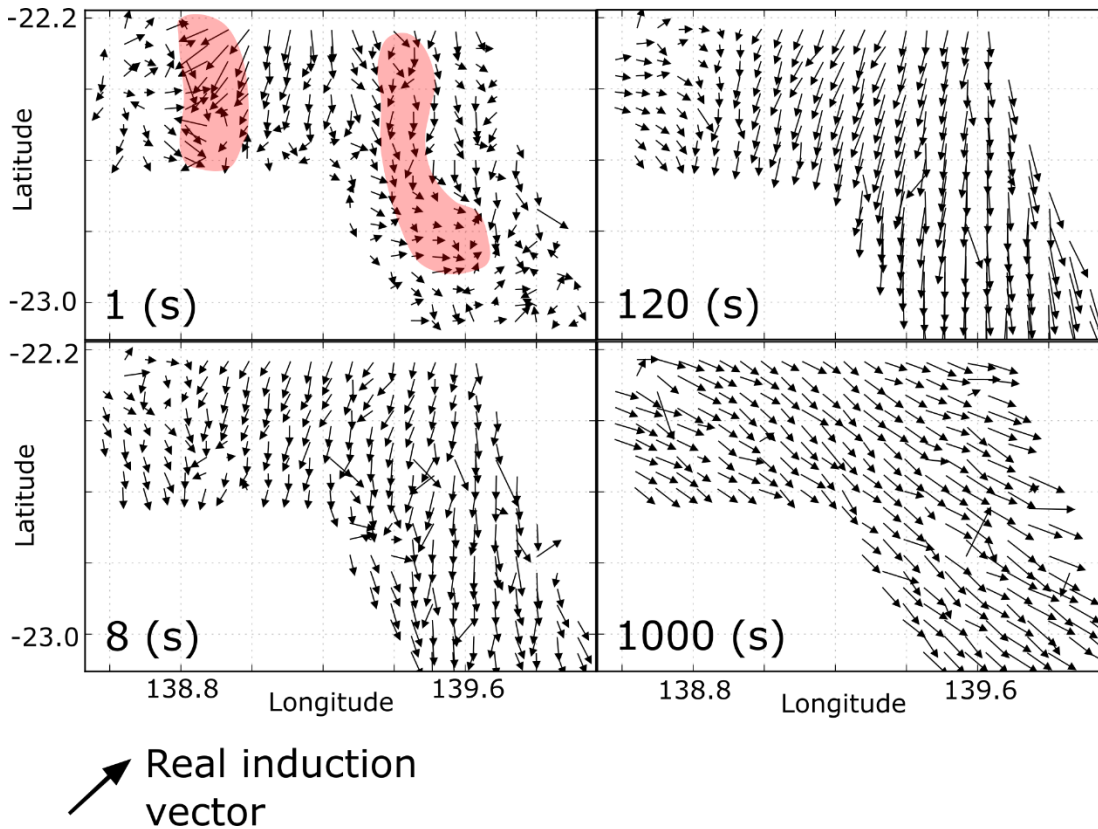 -22.2
Latitude
-23.0
1 (s)
120 (s)
-22.2
Latitude
-23.0
8 (s)
1000 (s)
138.8
139.6
138.8
139.6
Longitude
Longitude
Real induction
vector